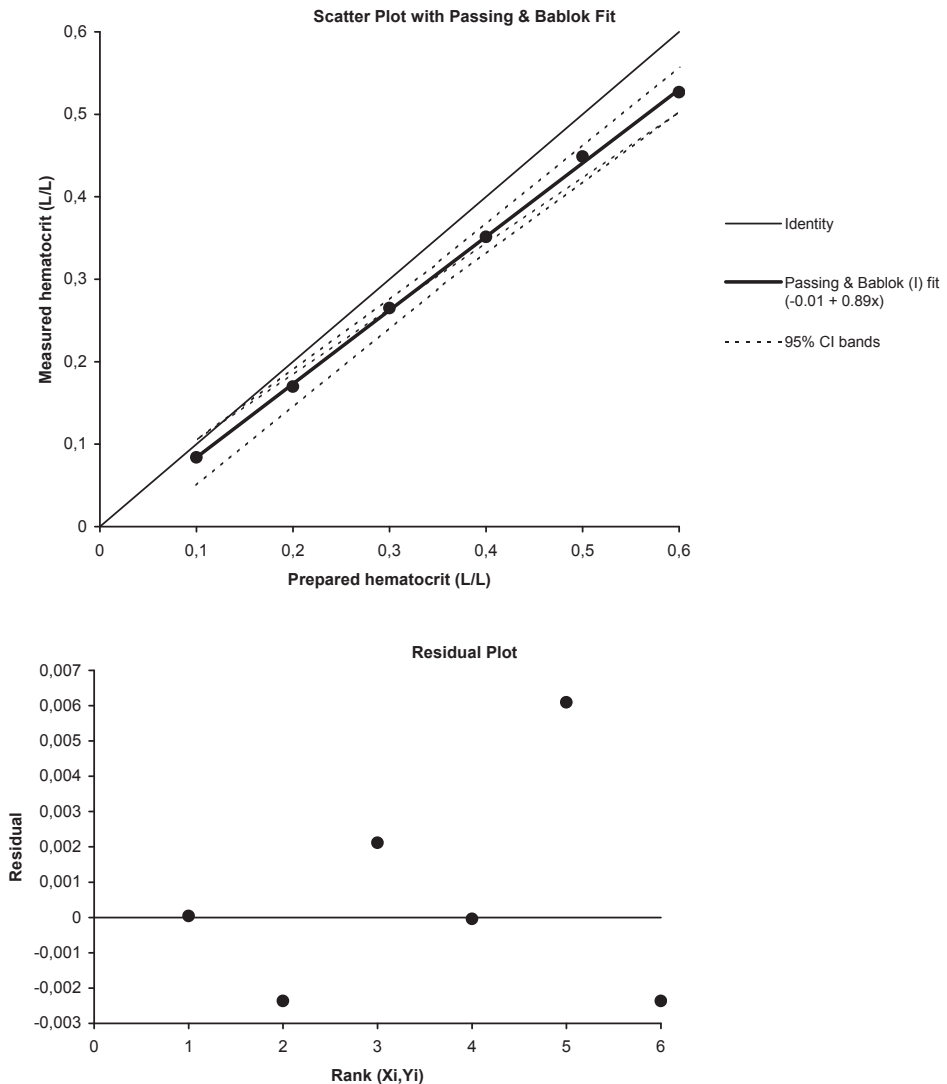 Scatter Plot with Passing & Bablok Fit
0,6
0,5
0,4
0,3
0,2
0,1
0
Measured hematocrit (L/L)
0 0,1 0,2 0,3 0,4 0,5 0,6
Prepared hematocrit (L/L)
Identity
Passing & Bablok (I) fit
(-0.01 + 0.89x)
95% CI bands
Residual Plot
0,007
0,006
0,005
0,004
0,003
0,002
0,001
0
-0,001
-0,002
-0,003
Residual
0 1 2 3 4 5 6
Rank (Xi,Yi)